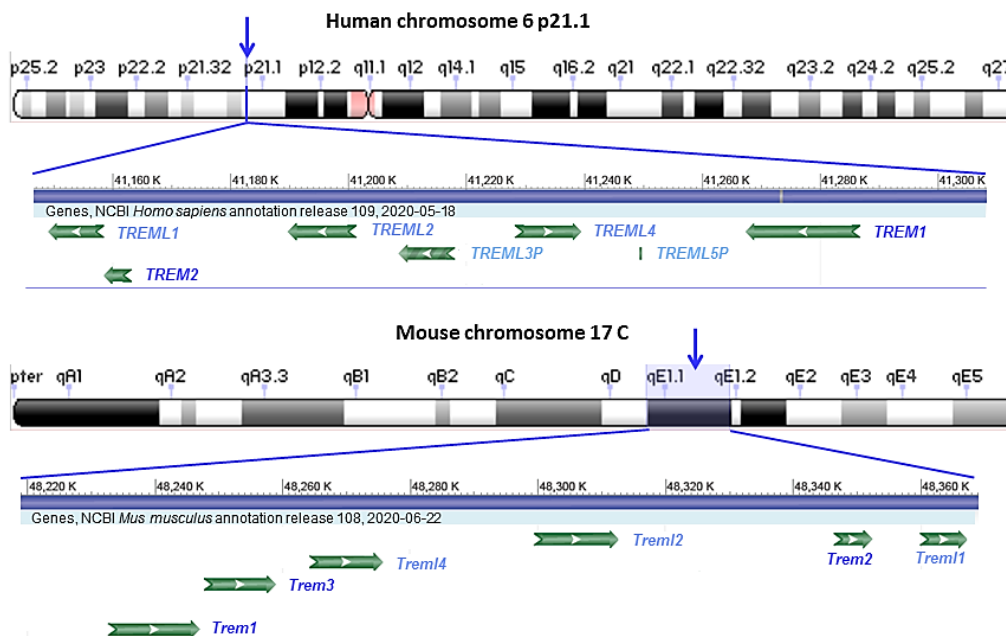 Human chromosome 6 p21.1
p25.2 p23 p22.2 p21.32 p21.1 p12.2 q11.1 q12 q14.1 q15 q16.2 q21 q22.1 q22.32 q23.2 q24.2 q25.2 q27
41,160 K 41,180 K 41,200 K 41,220 K 41,240 K 41,260 K 41,280 K 41,300 K
Genes, NCBI Homo sapiens annotation release 109, 2020-05-18
TREML1 TREML2 TREML4 TREM1
TREML3P TREML5P
TREM2
Mouse chromosome 17 C
pter qA1 qA2 qA3.3 qB1 qB2 qC qD qE1.1 qE1.2 qE2 qE3 qE4 qE5
48,220 K 48,240 K 48,260 K 48,280 K 48,300 K 48,320 K 48,340 K 48,360 K
Genes, NCBI Mus musculus annotation release 108, 2020-06-22
Treml2
Trem2 Treml1
Treml4
Trem3
Trem1